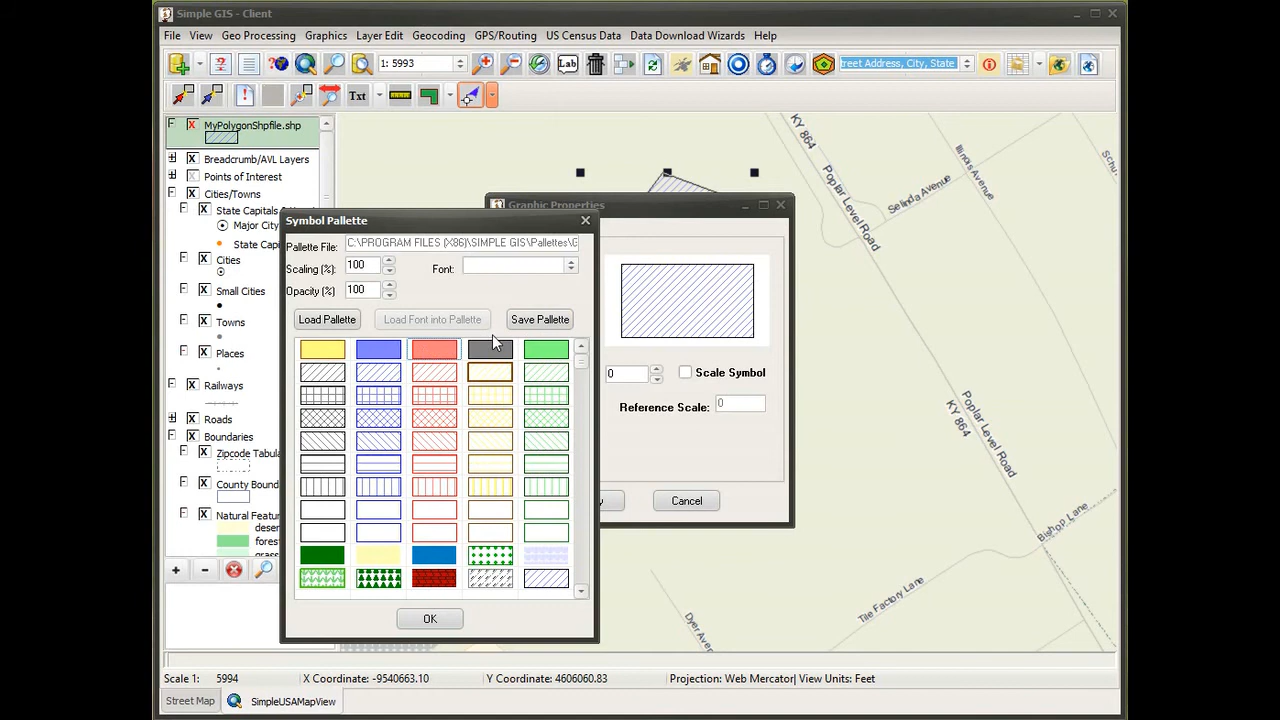 Simple GIS - Client
File View Geo Processing Graphics Layer Edit Geocoding GPS/Routing US Census Data Data Download Wizards Help
1: 5993 Lab treet Address, City, State
Txt
MyPolygonShpfile.shp
Breadcrumb/AVL Layers
Points of Interest
Cities/Towns
State Capitals &
Major City
State Capi
Cities
Small Cities
Towns
Places
Railways
Roads
Boundaries
Zipcode Tabula
County Bound
Natural Featur
deser
fores
grass
Graphic Properties
Symbol Pallette
Pallette File: C:\PROGRAM FILES (X86)\SIMPLE GIS\Pallettes\G
Scaling (%): 100 Font:
Opacity (%) 100
Load Pallette Load Font into Pallette Save Pallette
OK
0 Scale Symbol
Reference Scale: 0
y Cancel
KY 864
Poplar Level Road
Selinda Avenue
Illinois Avenue
Schu
Poplar Level Road
KY 864
Bishop Lane
Tile Factory Lane
Dyer Aven
Scale 1: 5994 X Coordinate: -9540663.10 Y Coordinate: 4606060.83 Projection: Web Mercator| View Units: Feet
Street Map SimpleUSAMapView